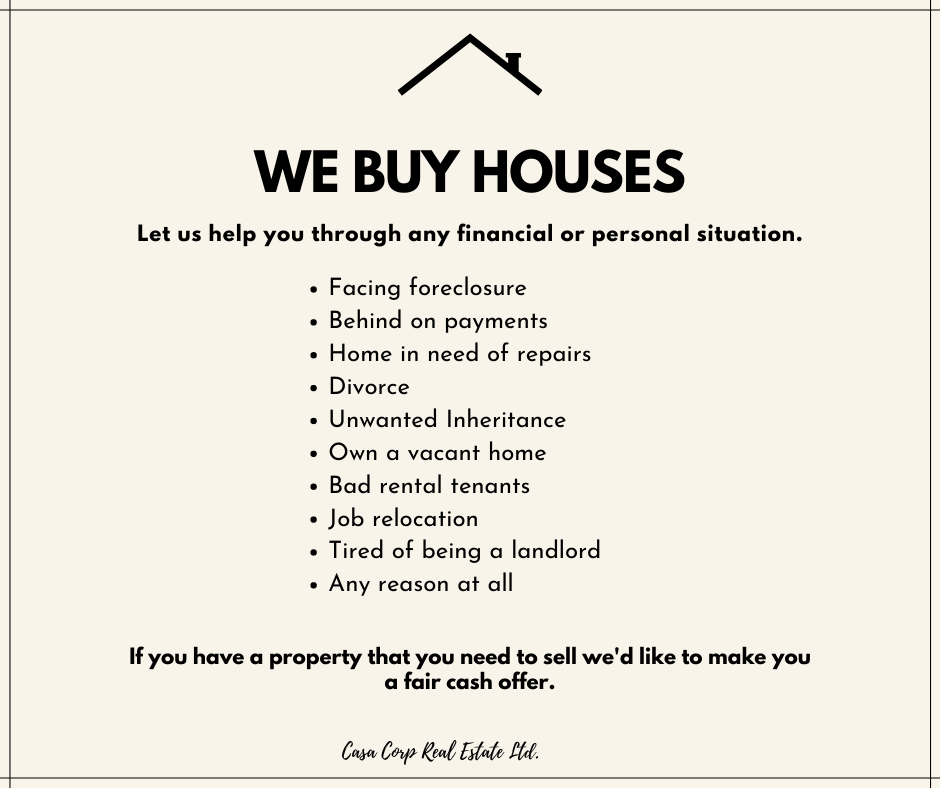 WE BUY HOUSES
Let us help you through any financial or personal situation.
• Facing foreclosure
• Behind on payments
• Home in need of repairs
• Divorce
• Unwanted Inheritance
• Own a vacant home
• Bad rental tenants
• Job relocation
• Tired of being a landlord
• Any reason at all
If you have a property that you need to sell we'd like to make you
a fair cash offer.
Casa Corp Real Estate Ltd.